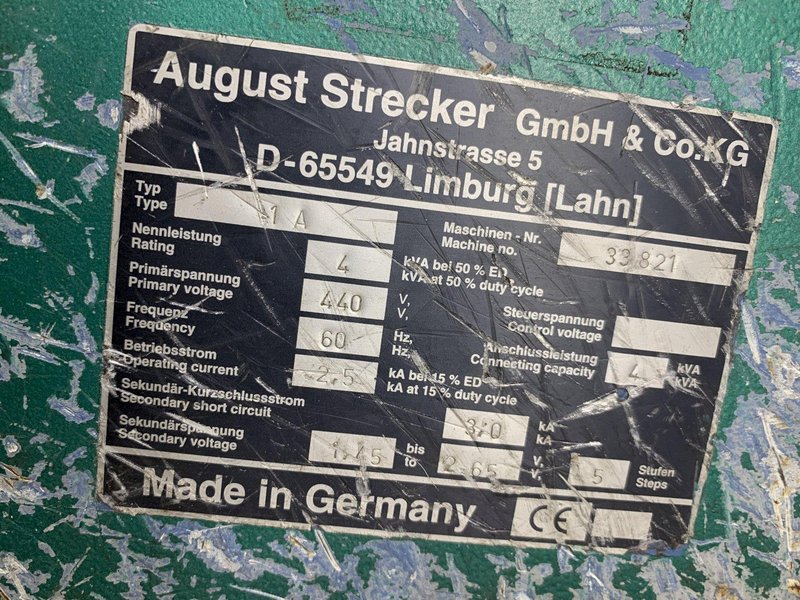 August Strecker GmbH & Co.KG
Jahnstrasse 5
D-65549 Limburg [Lahn]
Typ
Type
1 A
Maschinen - Nr.
Machine no.
33 821
Nennleistung
Rating
4
kVA bei 50 % ED
kVA at 50 % duty cycle
Primärspannung
Primary voltage
440
V,
V,
Steuerspannung
Control voltage
Frequenz
Frequency
60
Hz,
Hz,
Anschlussleistung
Connecting capacity
4
kVA
kVA
Betriebsstrom
Operating current
2.5
kA bei 15 % ED
kA at 15 % duty cycle
Sekundär-Kurzschlussstrom
Secondary short circuit
3,0
kA
kA
Sekundärspannung
Secondary voltage
1.45
bis
to
2-65
V,
V,
5
Stufen
Steps
Made in Germany CE